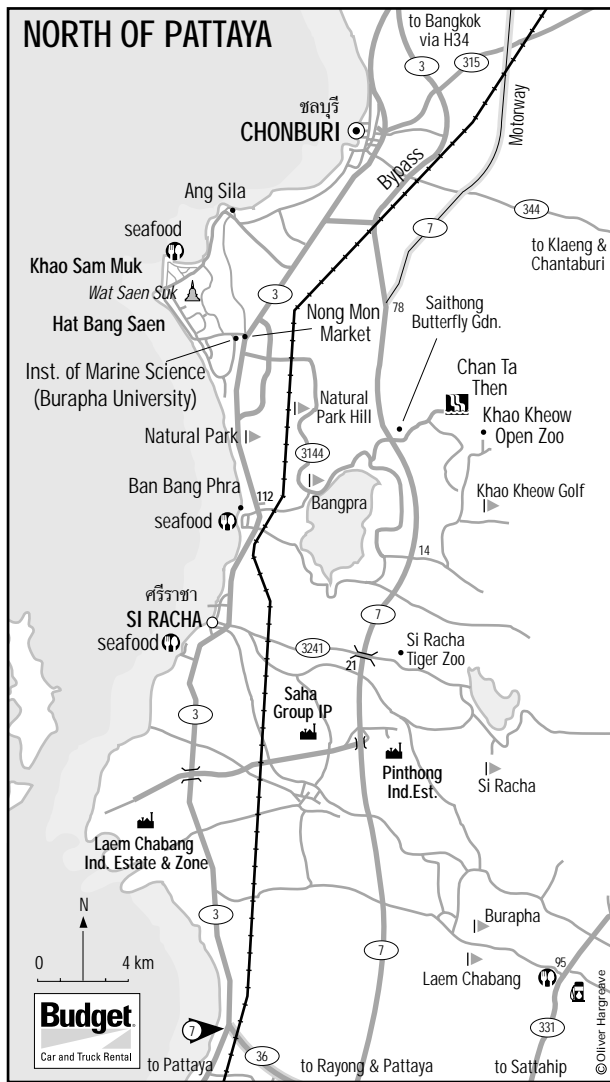 NORTH OF PATTAYA
to Bangkok
via H34
3
315
Motorway
ชลบุรี
CHONBURI
Bypass
Ang Sila
344
seafood
7
to Klaeng &
Chantaburi
Khao Sam Muk
Wat Saen Suk
3
78
Saithong
Butterfly Gdn.
Hat Bang Saen
Nong Mon
Market
Inst. of Marine Science
(Burapha University)
Chan Ta
Then
Natural
Park Hill
Khao Kheow
Open Zoo
Natural Park
3144
Ban Bang Phra
112
Bangpra
Khao Kheow Golf
seafood
14
ศรีราชา
SI RACHA
7
seafood
3241
Si Racha
Tiger Zoo
21
Saha
Group IP
3
Pinthong
Ind.Est.
Si Racha
Laem Chabang
Ind. Estate & Zone
N
3
Burapha
7
Laem Chabang
95
0
4 km
331
Budget
Car and Truck Rental
7
36
to Pattaya
to Rayong & Pattaya
to Sattahip
©Oliver Hargreave